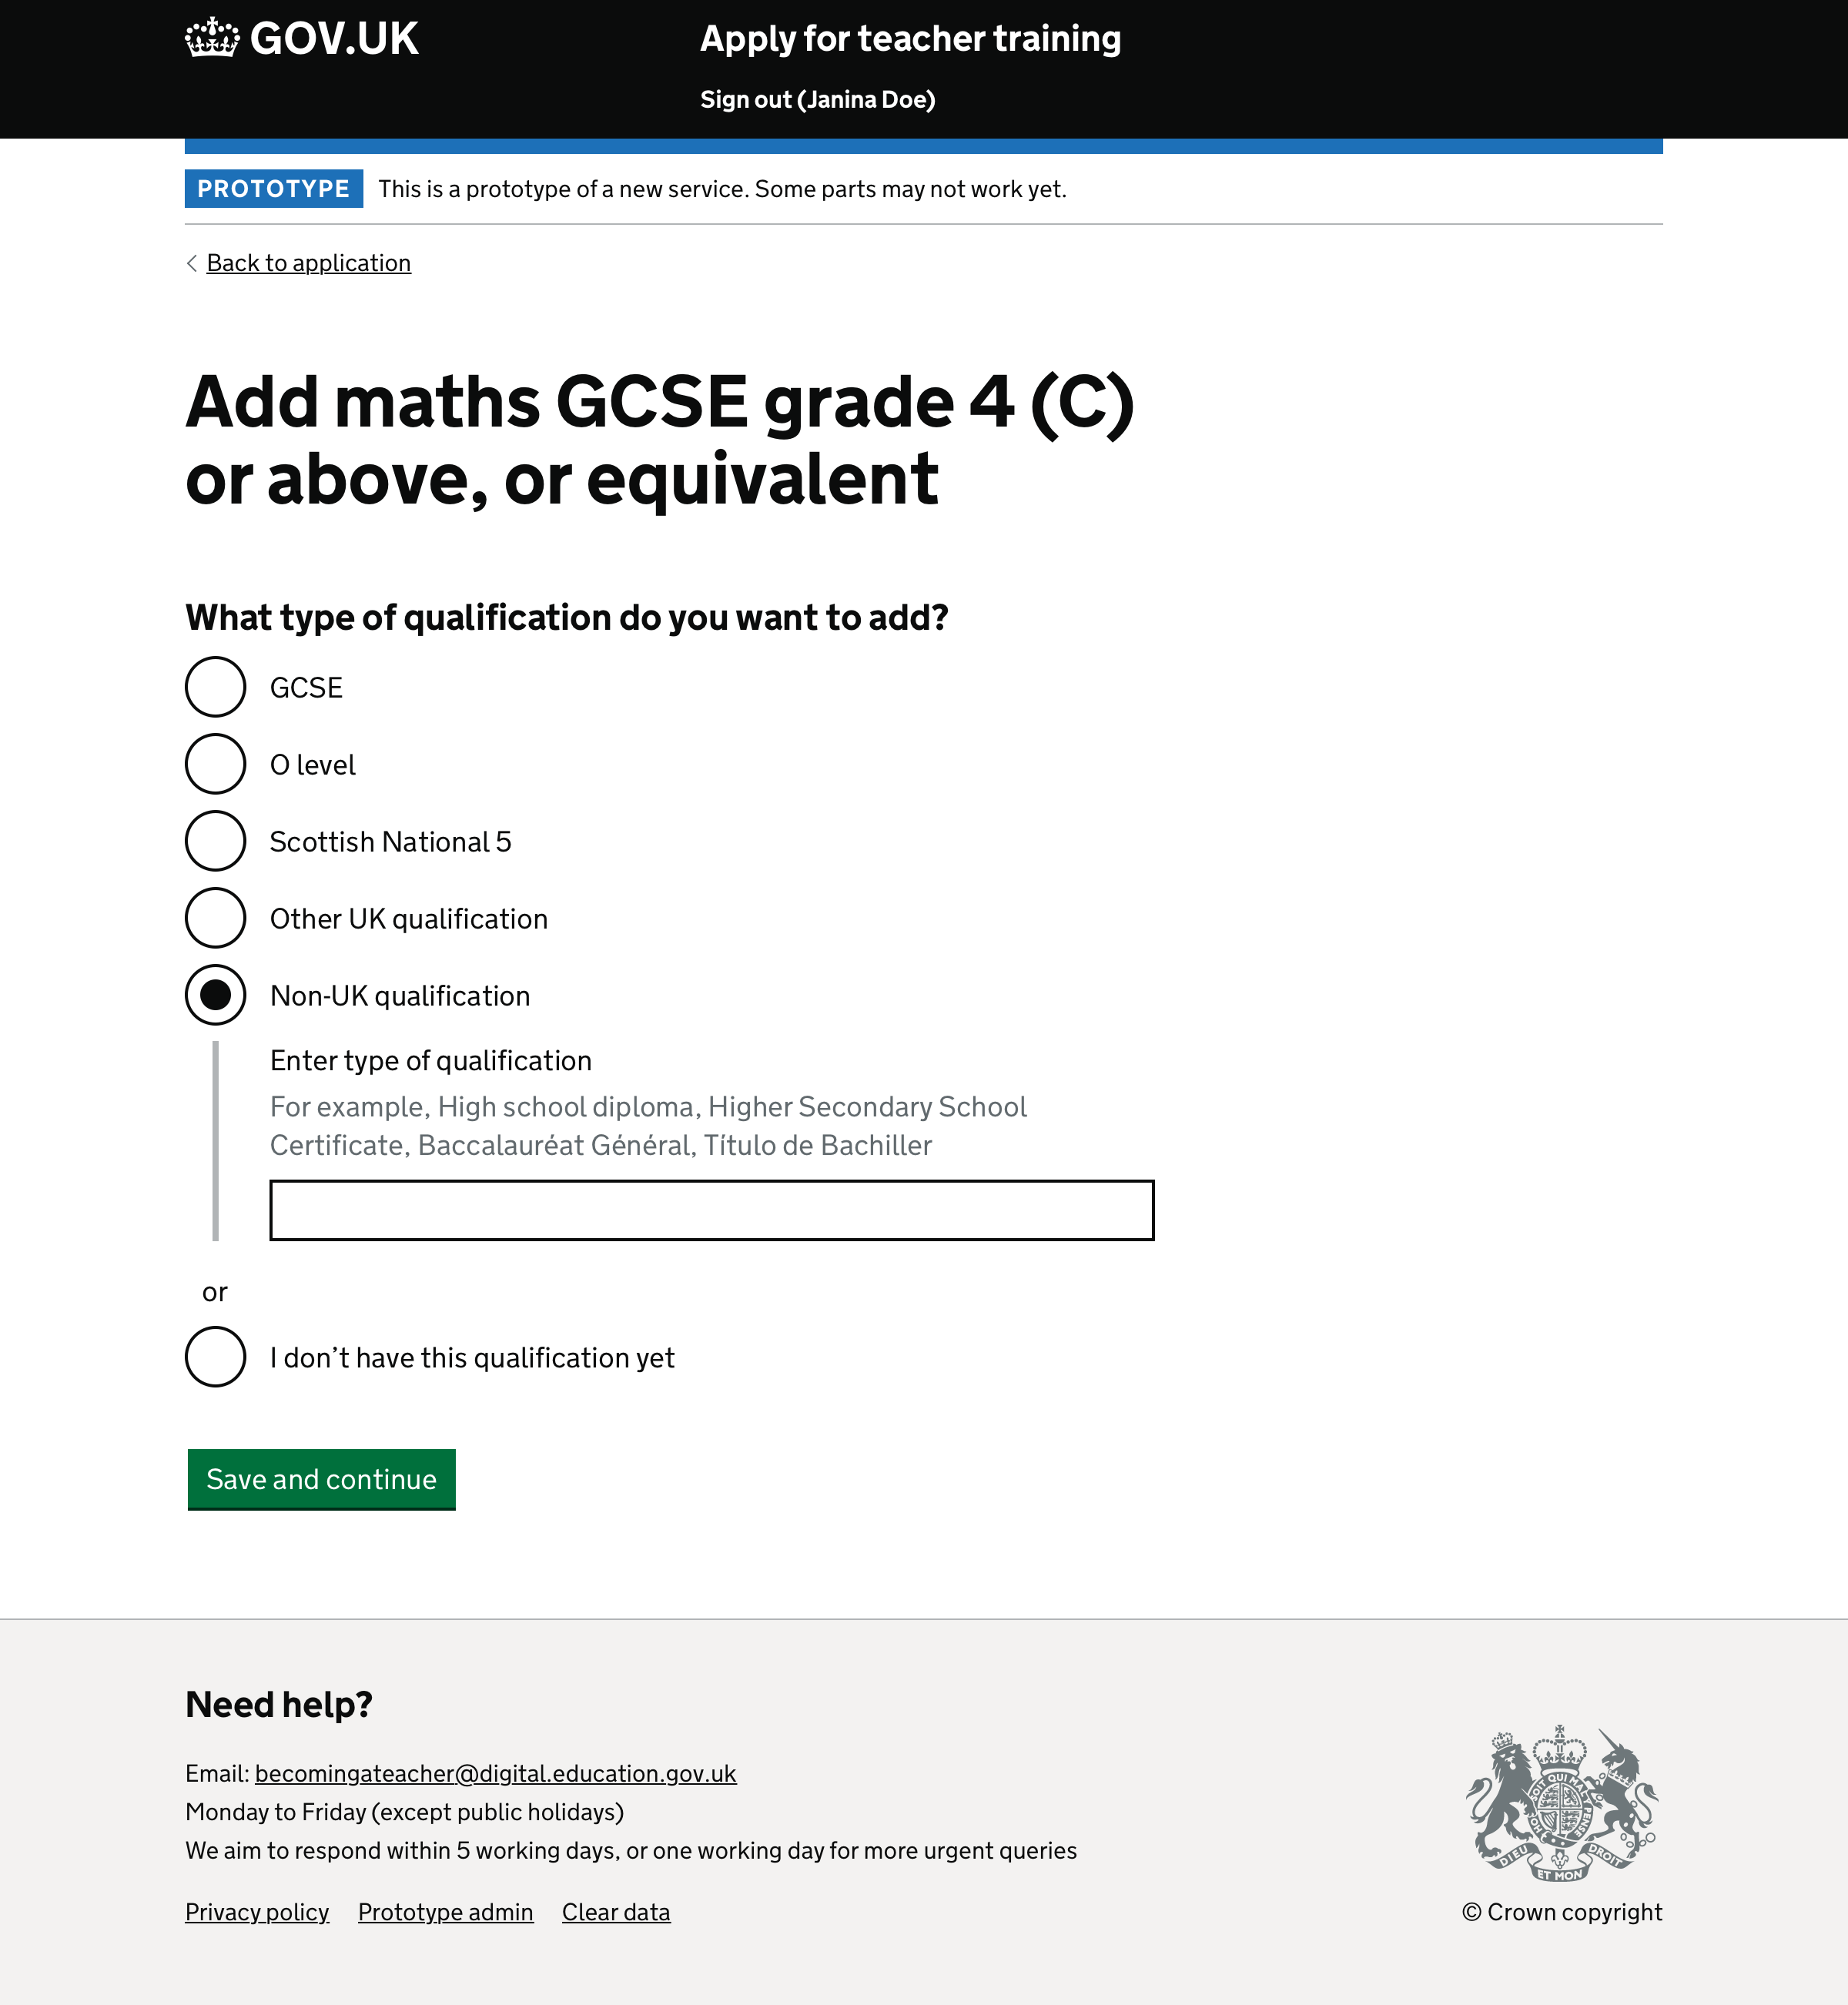 GOV.UK
Apply for teacher training
Sign out (Janina Doe)
PROTOTYPE This is a prototype of a new service. Some parts may not work yet.
Back to application
Add maths GCSE grade 4 (C)
or above, or equivalent
What type of qualification do you want to add?
GCSE
O level
Scottish National 5
Other UK qualification
Non-UK qualification
Enter type of qualification
For example, High school diploma, Higher Secondary School
Certificate, Baccalauréat Général, Título de Bachiller
or
I don’t have this qualification yet
Save and continue
Need help?
Email: becomingateacher@digital.education.gov.uk
Monday to Friday (except public holidays)
We aim to respond within 5 working days, or one working day for more urgent queries
Privacy policy Prototype admin Clear data
DIEU ET MON DROIT
© Crown copyright